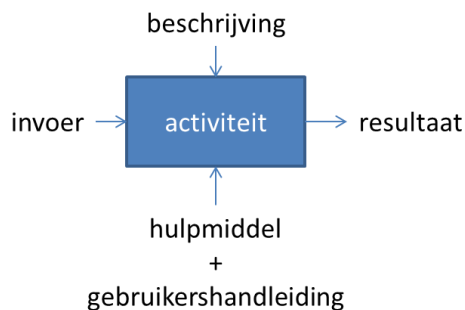 beschrijving
invoer
activiteit
resultaat
hulpmiddel
+
gebruikershandleiding